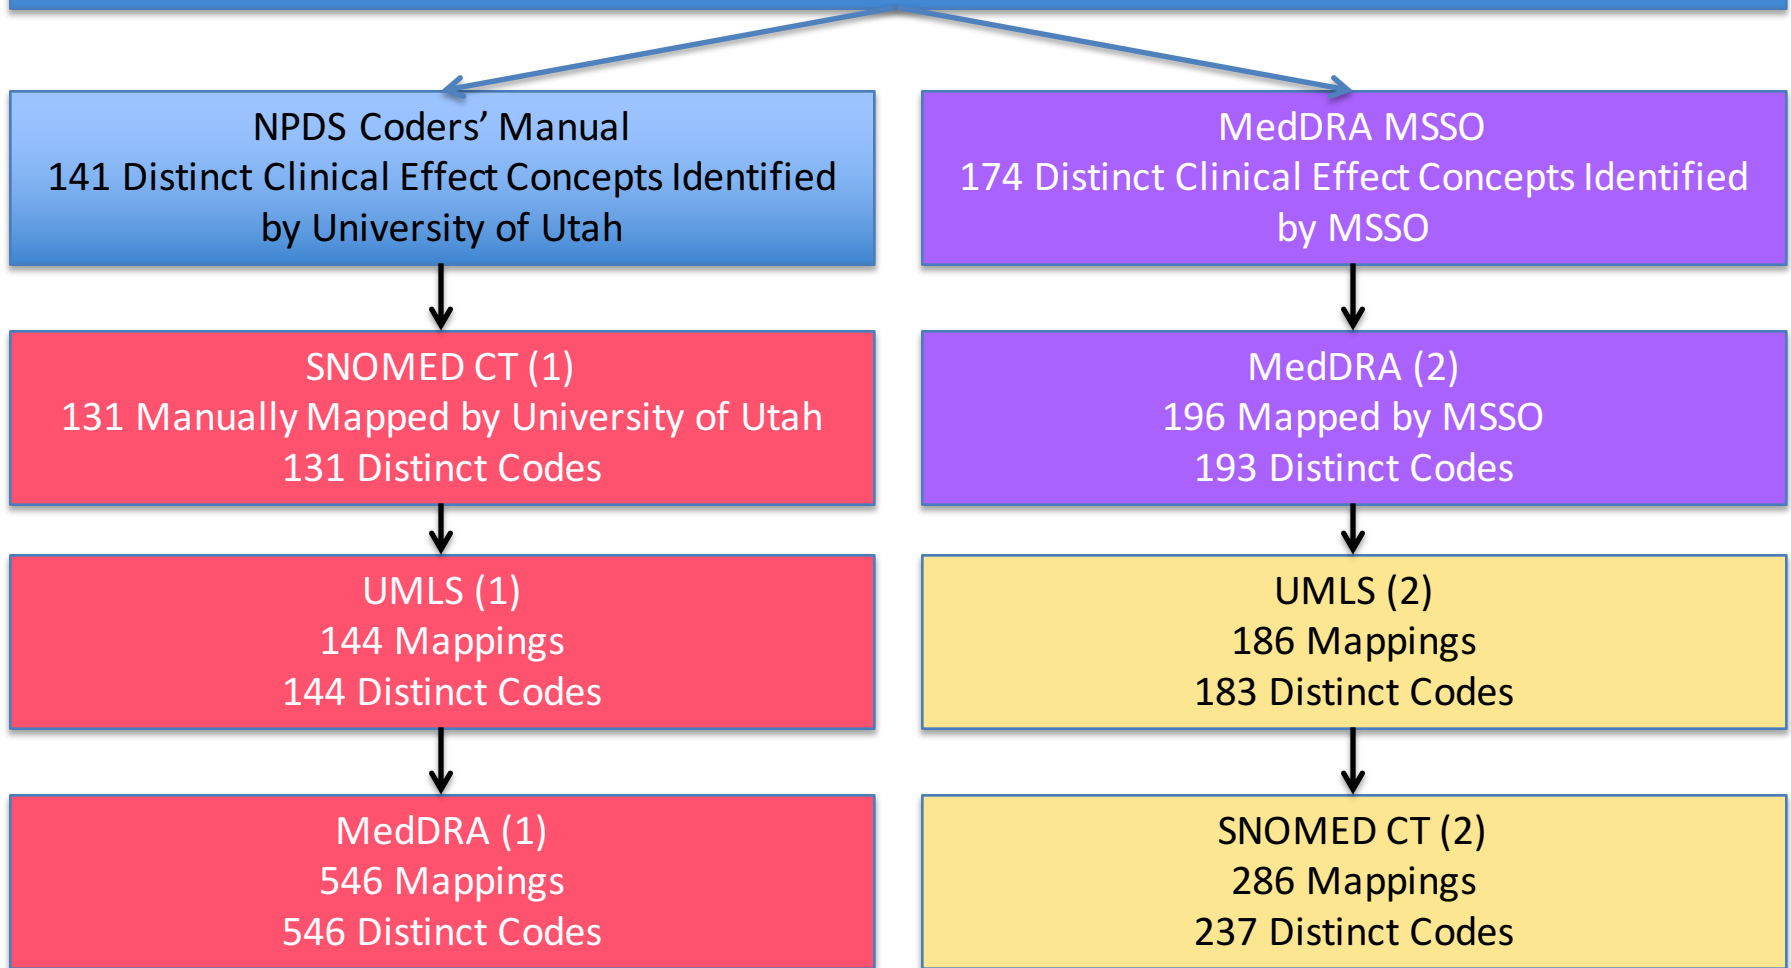 NPDS Coders’ Manual
141 Distinct Clinical Effect Concepts Identified
by University of Utah
MedDRA MSSO
174 Distinct Clinical Effect Concepts Identified
by MSSO
SNOMED CT (1)
131 Manually Mapped by University of Utah
131 Distinct Codes
MedDRA (2)
196 Mapped by MSSO
193 Distinct Codes
UMLS (1)
144 Mappings
144 Distinct Codes
UMLS (2)
186 Mappings
183 Distinct Codes
MedDRA (1)
546 Mappings
546 Distinct Codes
SNOMED CT (2)
286 Mappings
237 Distinct Codes